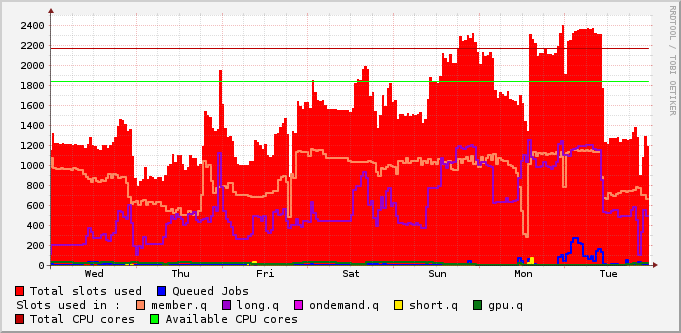 RRDTOOL / TOBI OETIKER
2400
2200
2000
1800
1600
1400
1200
1000
800
600
400
200
0
Wed Thu Fri Sat Sun Mon Tue
Total slots used Queued Jobs
Slots used in : member.q long.q ondemand.q short.q gpu.q
Total CPU cores Available CPU cores